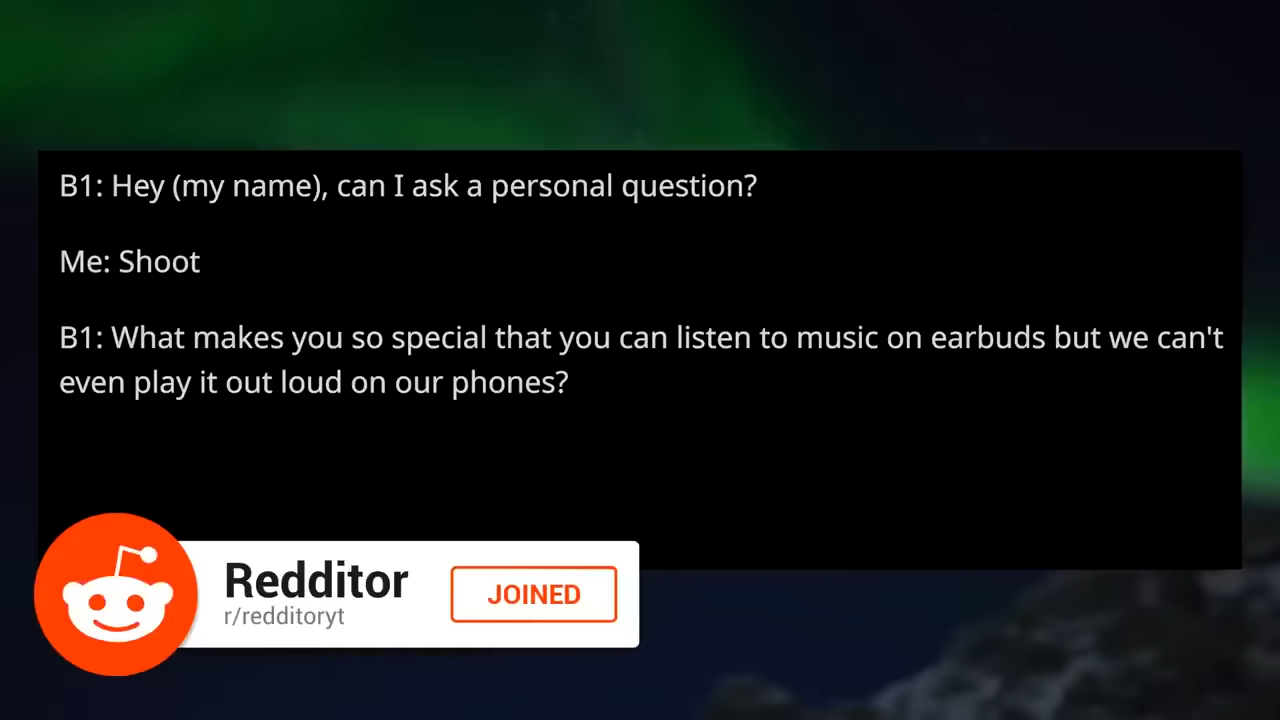 B1: Hey (my name), can I ask a personal question?
Me: Shoot
B1: What makes you so special that you can listen to music on earbuds but we can't
even play it out loud on our phones?
Redditor
r/redditoryt
JOINED